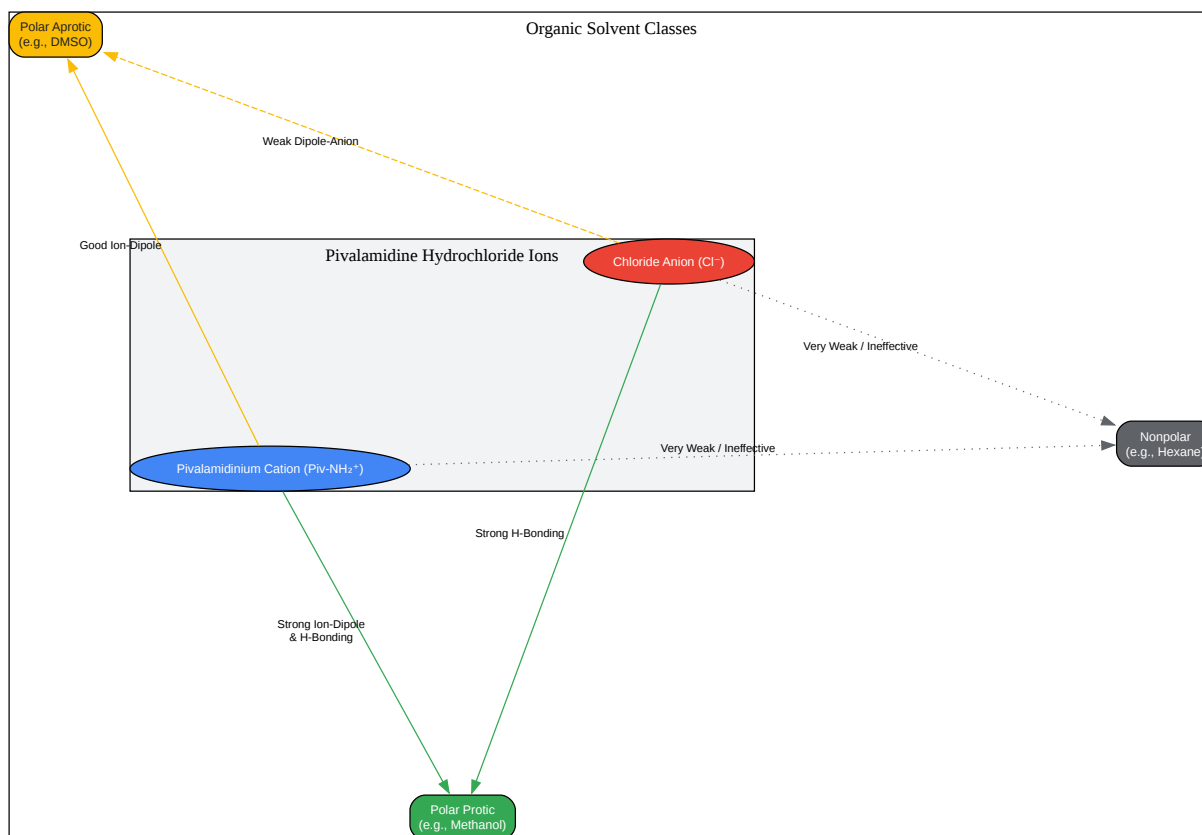 Polar Aprotic
(e.g., DMSO)
Organic Solvent Classes
Weak Dipole-Anion
Good Ion-Dipole
Pivalamidine Hydrochloride Ions
Chloride Anion (Cl⁻)
Very Weak / Ineffective
Nonpolar
(e.g., Hexane)
Very Weak / Ineffective
Pivalamidinium Cation (Piv-NH₂⁺)
Strong H-Bonding
Strong Ion-Dipole
& H-Bonding
Polar Protic
(e.g., Methanol)